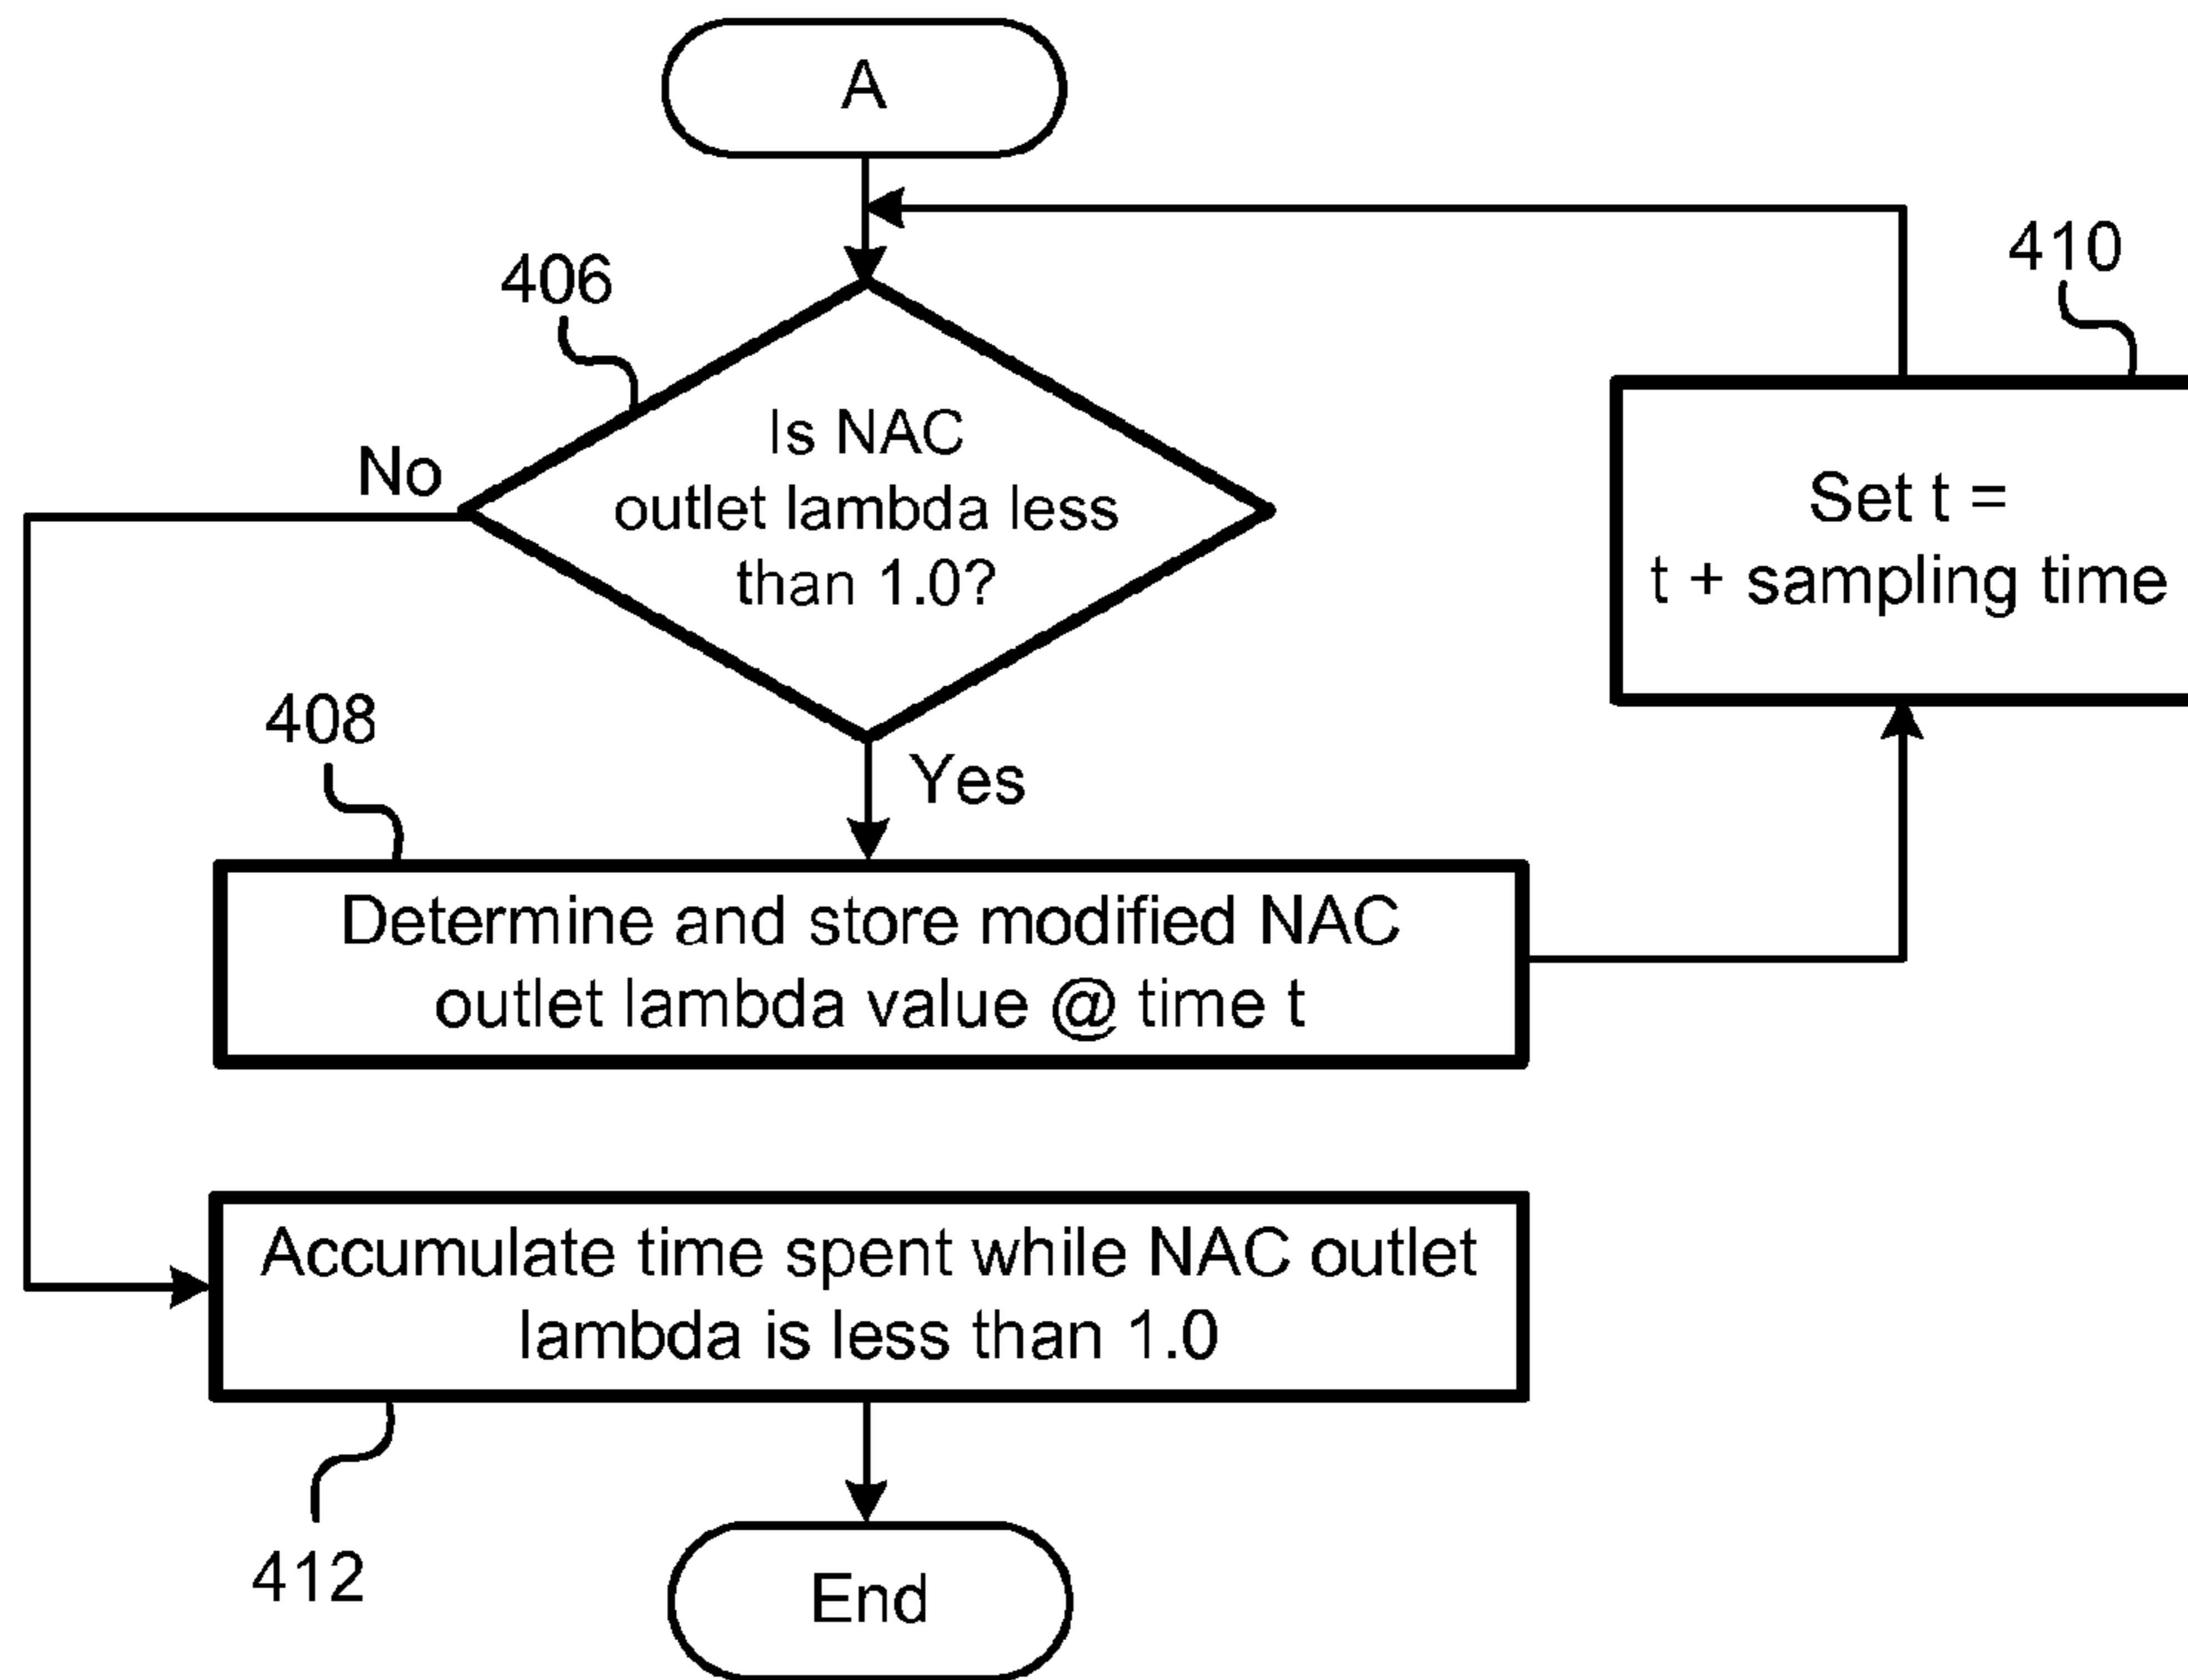 A
406
410
Is NAC
outlet lambda less
than 1.0?
No
Set t =
t + sampling time
408
Yes
Determine and store modified NAC
outlet lambda value @ time t
Accumulate time spent while NAC outlet
lambda is less than 1.0
412
End